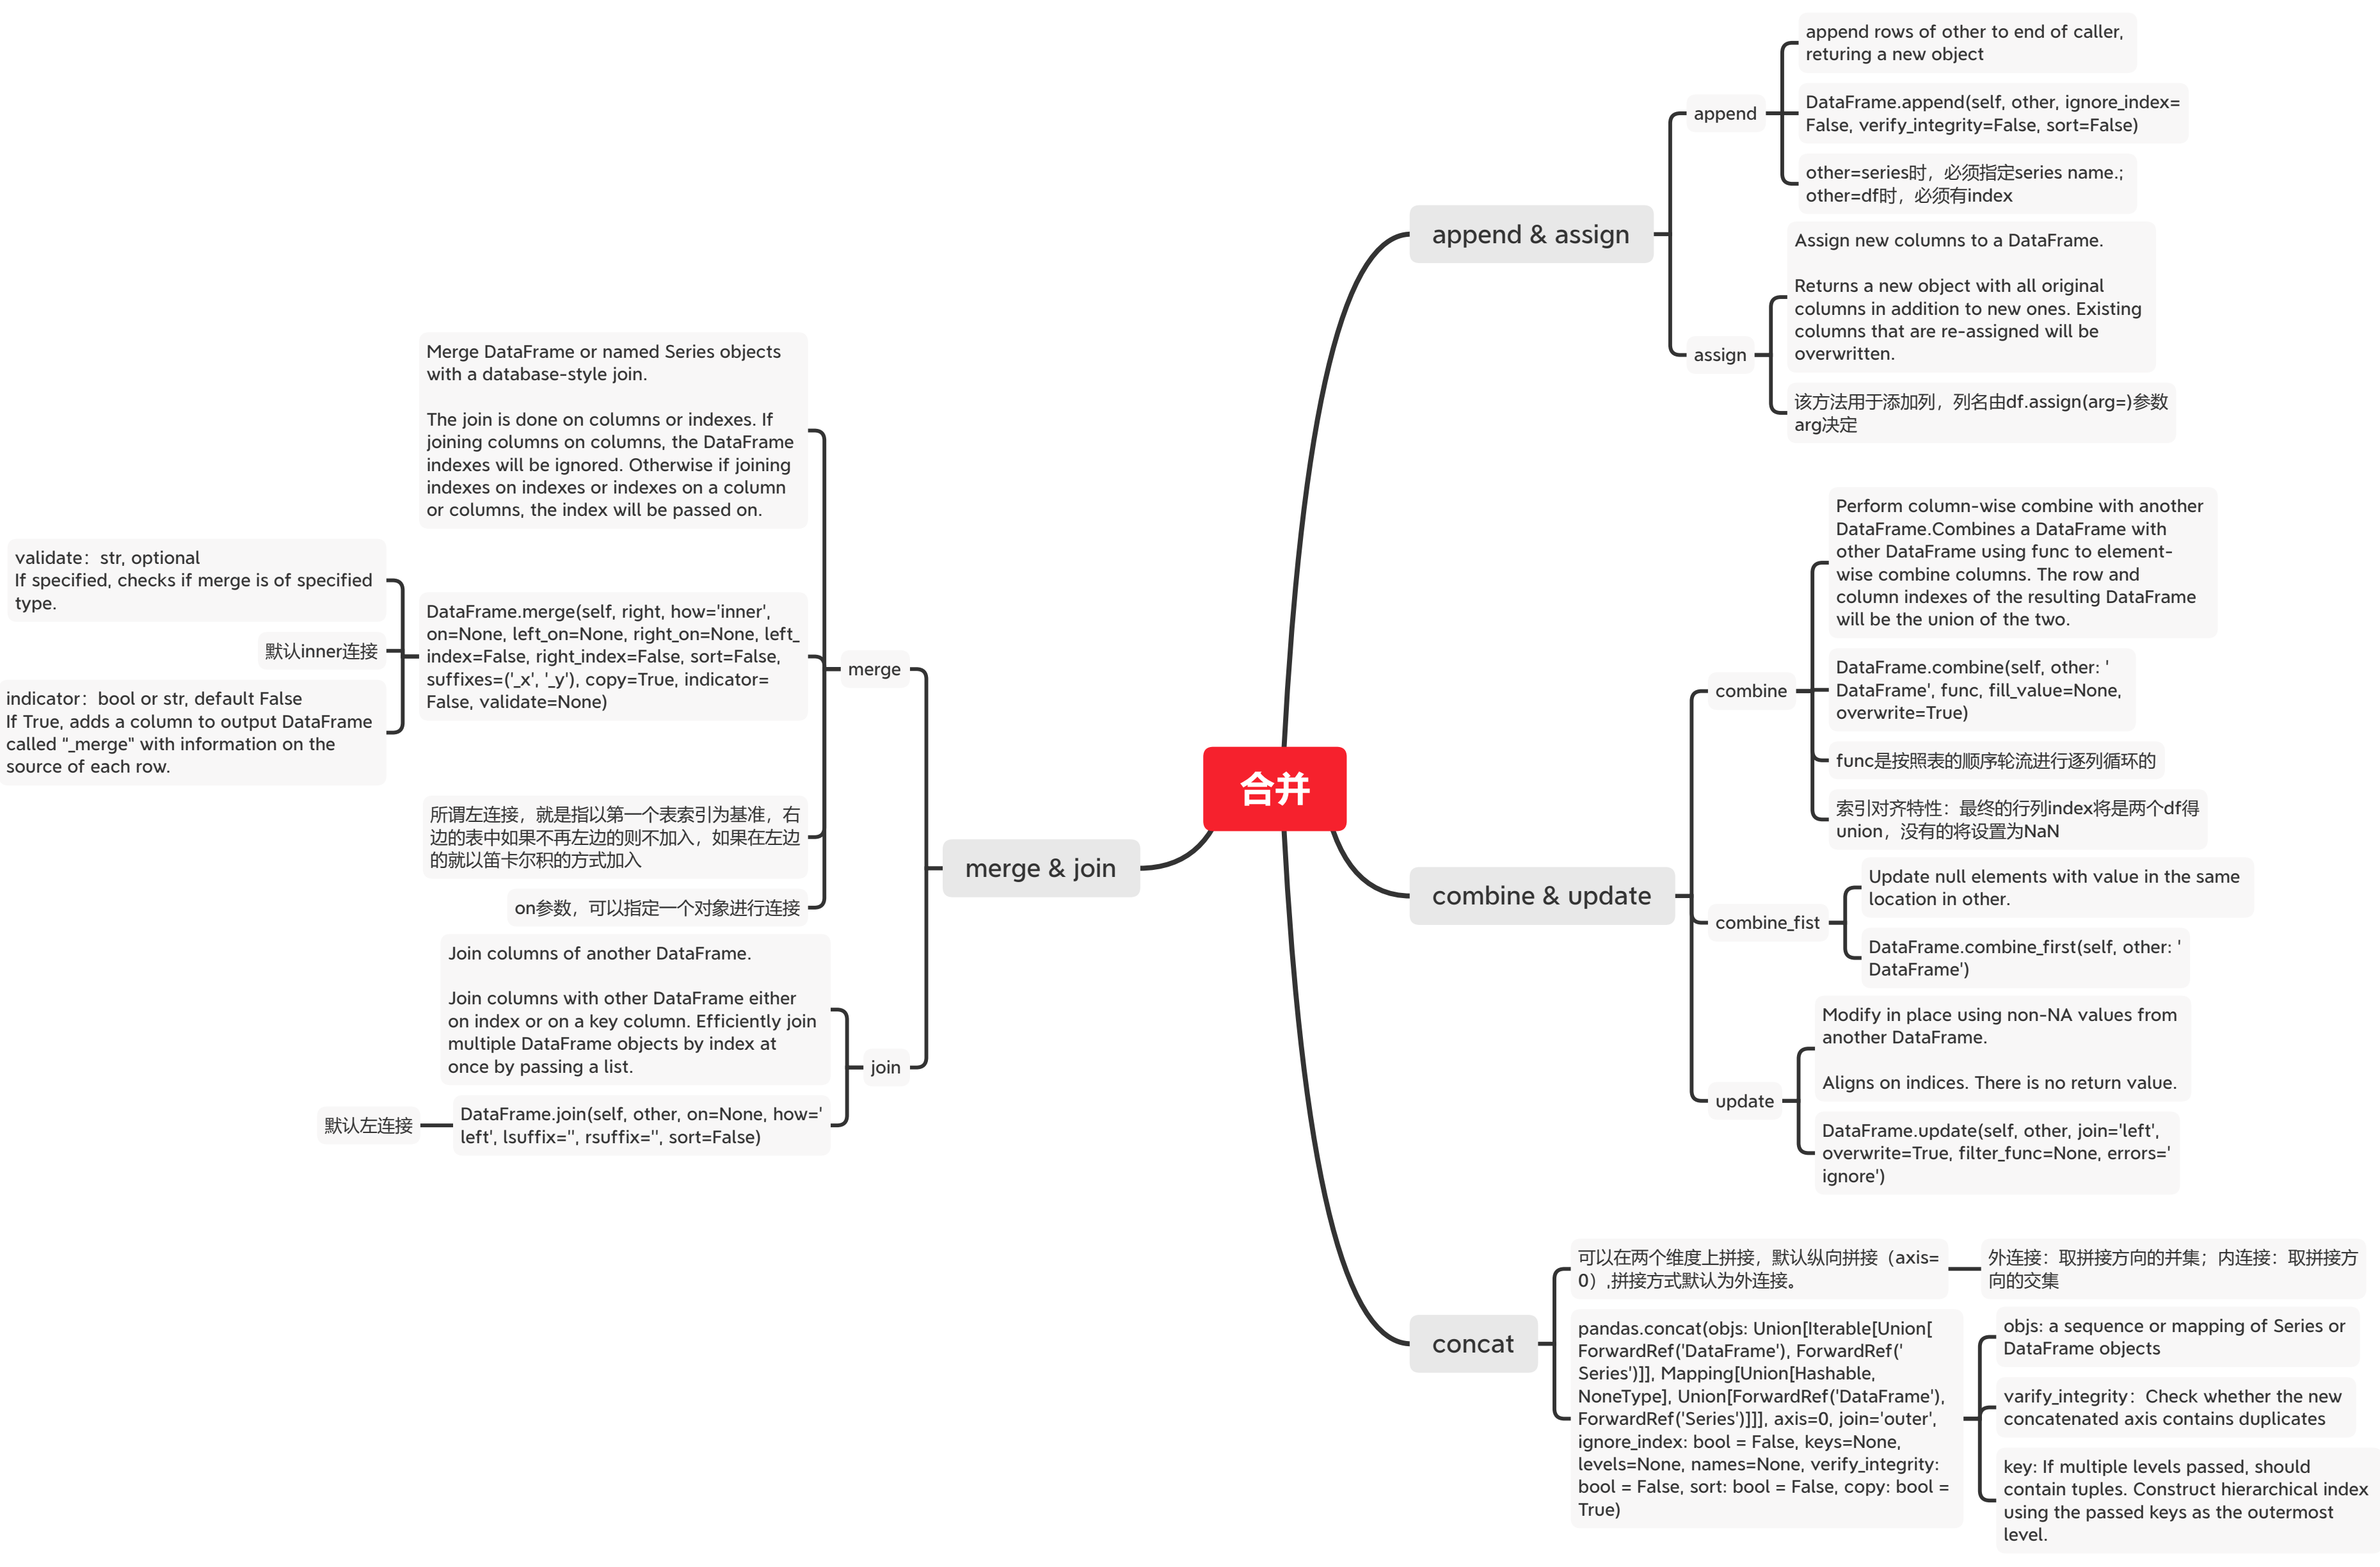 合并
append & assign
append
append rows of other to end of caller,
returing a new object
DataFrame.append(self, other, ignore_index=
False, verify_integrity=False, sort=False)
other=series时，必须指定series name.;
other=df时，必须有index
assign
Assign new columns to a DataFrame.
Returns a new object with all original
columns in addition to new ones. Existing
columns that are re-assigned will be
overwritten.
该方法用于添加列，列名由df.assign(arg=)参数
arg决定
combine & update
combine
Perform column-wise combine with another
DataFrame.Combines a DataFrame with
other DataFrame using func to element-
wise combine columns. The row and
column indexes of the resulting DataFrame
will be the union of the two.
DataFrame.combine(self, other: '
DataFrame', func, fill_value=None,
overwrite=True)
func是按照表的顺序轮流进行逐列循环的
索引对齐特性：最终的行列index将是两个df得
union，没有的将设置为NaN
combine_fist
Update null elements with value in the same
location in other.
DataFrame.combine_first(self, other: '
DataFrame')
update
Modify in place using non-NA values from
another DataFrame.
Aligns on indices. There is no return value.
DataFrame.update(self, other, join='left',
overwrite=True, filter_func=None, errors='
ignore')
concat
可以在两个维度上拼接，默认纵向拼接（axis=
0）,拼接方式默认为外连接。
外连接：取拼接方向的并集；内连接：取拼接方
向的交集
pandas.concat(objs: Union[Iterable[Union[
ForwardRef('DataFrame'), ForwardRef('
Series')]], Mapping[Union[Hashable,
NoneType], Union[ForwardRef('DataFrame'),
ForwardRef('Series')]]], axis=0, join='outer',
ignore_index: bool = False, keys=None,
levels=None, names=None, verify_integrity:
bool = False, sort: bool = False, copy: bool =
True)
objs: a sequence or mapping of Series or
DataFrame objects
varify_integrity：Check whether the new
concatenated axis contains duplicates
key: If multiple levels passed, should
contain tuples. Construct hierarchical index
using the passed keys as the outermost
level.
merge & join
merge
Merge DataFrame or named Series objects
with a database-style join.
The join is done on columns or indexes. If
joining columns on columns, the DataFrame
indexes will be ignored. Otherwise if joining
indexes on indexes or indexes on a column
or columns, the index will be passed on.
DataFrame.merge(self, right, how='inner',
on=None, left_on=None, right_on=None, left_
index=False, right_index=False, sort=False,
suffixes=('_x', '_y'), copy=True, indicator=
False, validate=None)
validate：str, optional
If specified, checks if merge is of specified
type.
默认inner连接
indicator：bool or str, default False
If True, adds a column to output DataFrame
called "_merge" with information on the
source of each row.
所谓左连接，就是指以第一个表索引为基准，右
边的表中如果不再左边的则不加入，如果在左边
的就以笛卡尔积的方式加入
on参数，可以指定一个对象进行连接
join
Join columns of another DataFrame.
Join columns with other DataFrame either
on index or on a key column. Efficiently join
multiple DataFrame objects by index at
once by passing a list.
DataFrame.join(self, other, on=None, how='
left', lsuffix='', rsuffix='', sort=False)
默认左连接